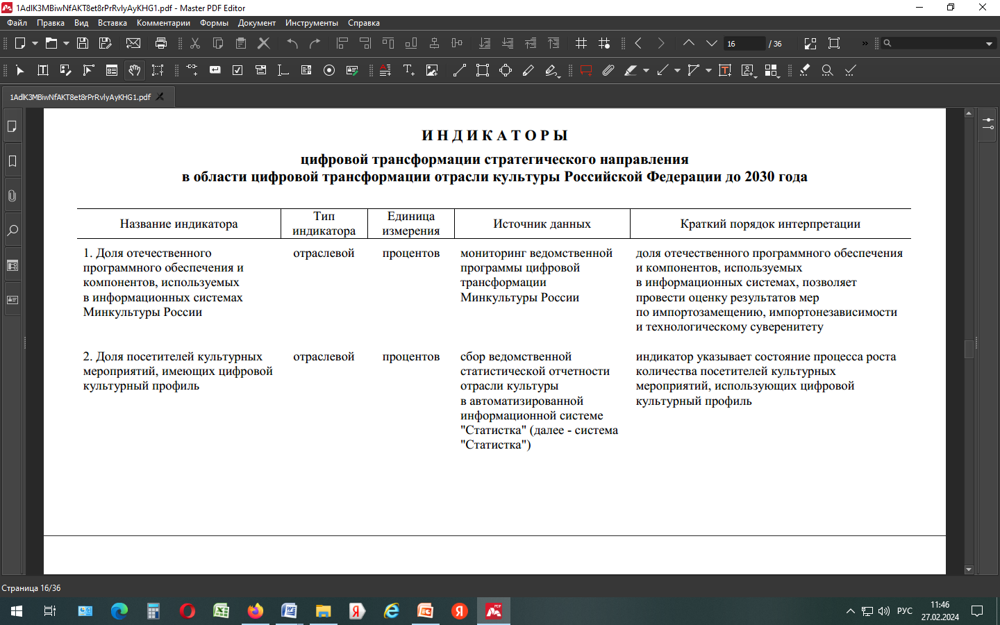 1AdlK3MBiwNfAKT8et8rPrRvlyAyKHG1.pdf - Master PDF Editor
Файл Правка Вид Вставка Комментарии Формы Документ Инструменты Справка
16 / 36
1AdlK3MBiwNfAKT8et8rPrRvlyAyKHG1.pdf
И Н Д И К А Т О Р Ы
цифровой трансформации стратегического направления
в области цифровой трансформации отрасли культуры Российской Федерации до 2030 года
Название индикатора
Тип
индикатора
Единица
измерения
Источник данных
Краткий порядок интерпретации
1. Доля отечественного
программного обеспечения и
компонентов, используемых
в информационных системах
Минкультуры России
отраслевой
процентов
мониторинг ведомственной
программы цифровой
трансформации
Минкультуры России
доля отечественного программного обеспечения
и компонентов, используемых
в информационных системах, позволяет
провести оценку результатов мер
по импортозамещению, импортонезависимости
и технологическому суверенитету
2. Доля посетителей культурных
мероприятий, имеющих цифровой
культурный профиль
отраслевой
процентов
сбор ведомственной
статистической отчетности
отрасли культуры
в автоматизированной
информационной системе
"Статистка" (далее - система
"Статистка")
индикатор указывает состояние процесса роста
количества посетителей культурных
мероприятий, использующих цифровой
культурный профиль
Страница 16/36
РУС
11:46
27.02.2024